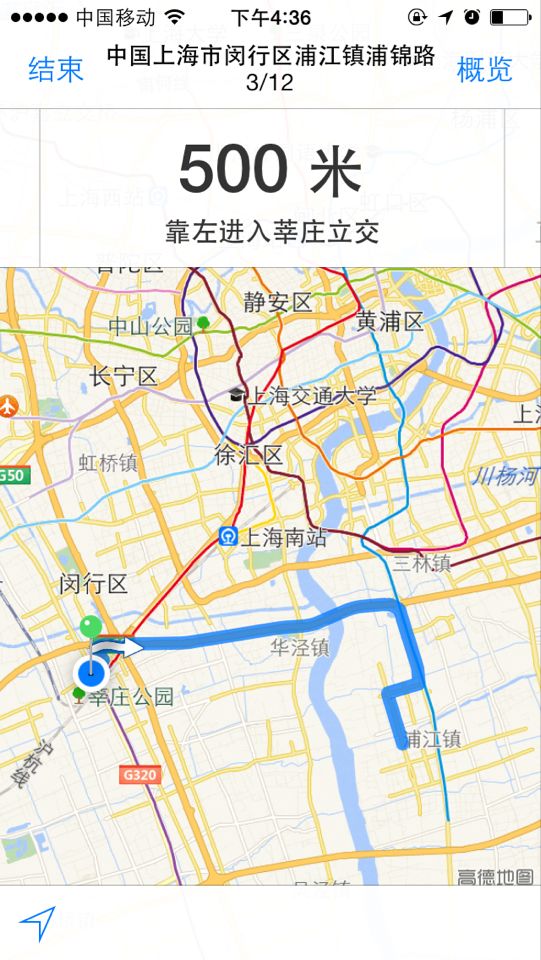 中国移动 下午4:36
结束 中国上海市闵行区浦江镇浦锦路 概览
3/12
500 米
靠左进入莘庄立交
静安区
中山公园
黄浦区
长宁区
上海交通大学
徐汇区
虹桥镇
G50
川杨河
上海南站
三林镇
闵行区
华泾镇
莘庄公园
浦江镇
沪杭线
G320
高德地图